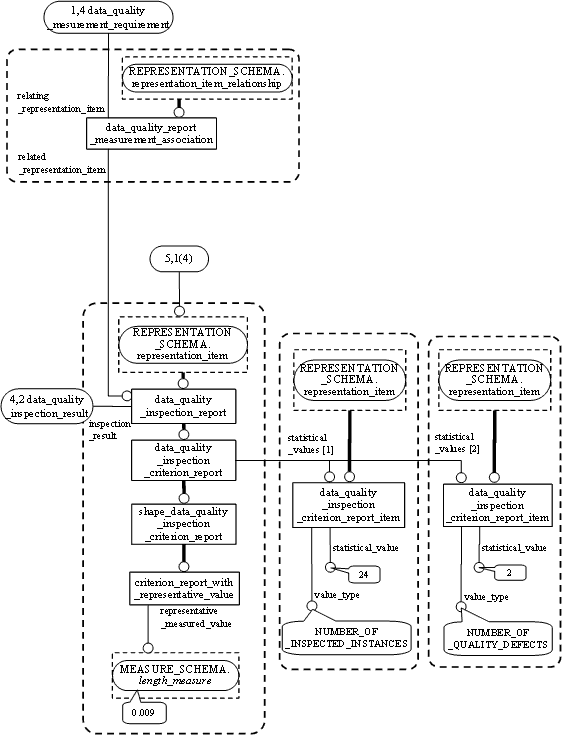 1,4 data_quality
_mesurement_requirement
REPRESENTATION_SCHEMA.
representation_item_relationship
relating
_representation_item
data_quality_report
_measurement_association
related
_representation_item
5,1(4)
REPRESENTATION
_SCHEMA.
representation_item
REPRESENTATION
_SCHEMA.
representation_item
REPRESENTATION
_SCHEMA.
representation_item
4,2 data_quality
_inspection_result
data_quality
_inspection_report
inspection
_result
data_quality
_inspection
_criterion_report
statistical
_values [1]
statistical
_values [2]
shape_data_quality
_inspection
_criterion_report
data_quality
_inspection
_criterion_report_item
data_quality
_inspection
_criterion_report_item
statistical_value
24
statistical_value
2
criterion_report_with
_representative_value
value_type
value_type
representative
_measured_value
NUMBER_OF
_INSPECTED_INSTANCES
NUMBER_OF
_QUALITY_DEFECTS
MEASURE_SCHEMA.
length_measure
0.009